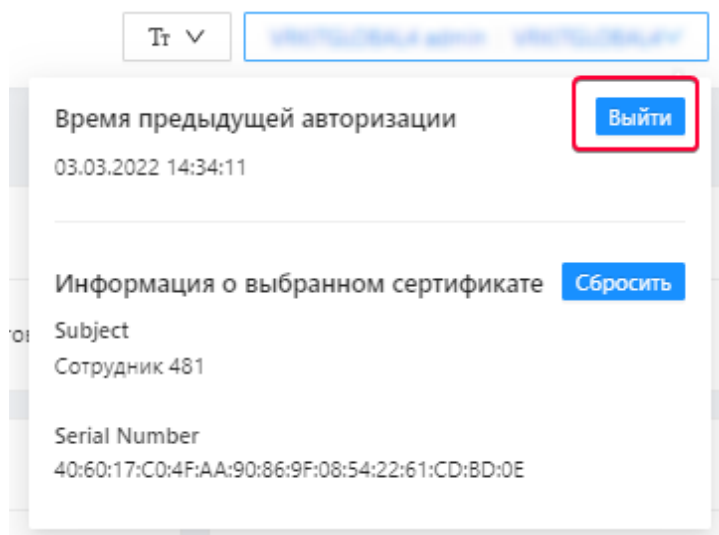 Тт
Время предыдущей авторизации
Выйти
03.03.2022 14:34:11
Информация о выбранном сертификате
Сбросить
Subject
Сотрудник 481
Serial Number
40:60:17:C0:4F:AA:90:86:9F:08:54:22:61:CD:BD:0E